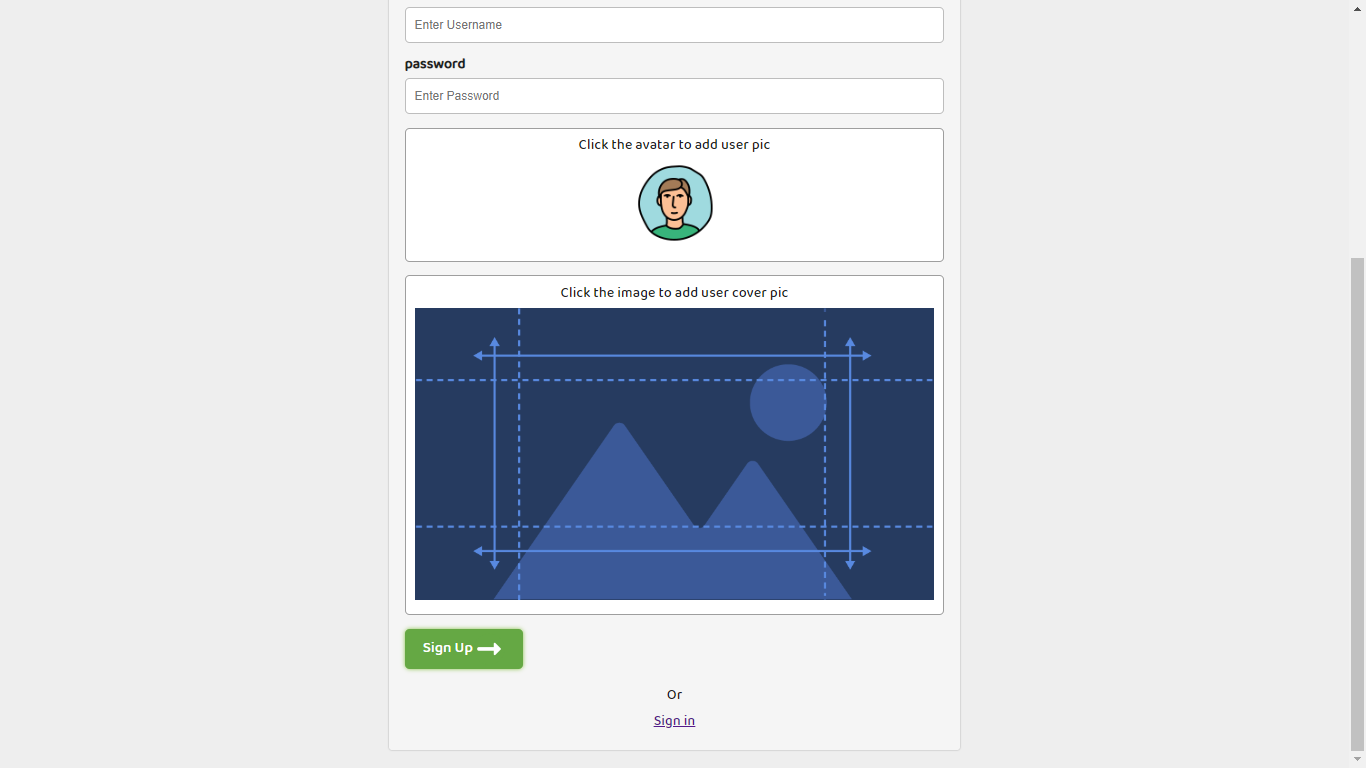 Enter Username
password
Enter Password
Click the avatar to add user pic
Click the image to add user cover pic
Sign Up
Or
Sign in